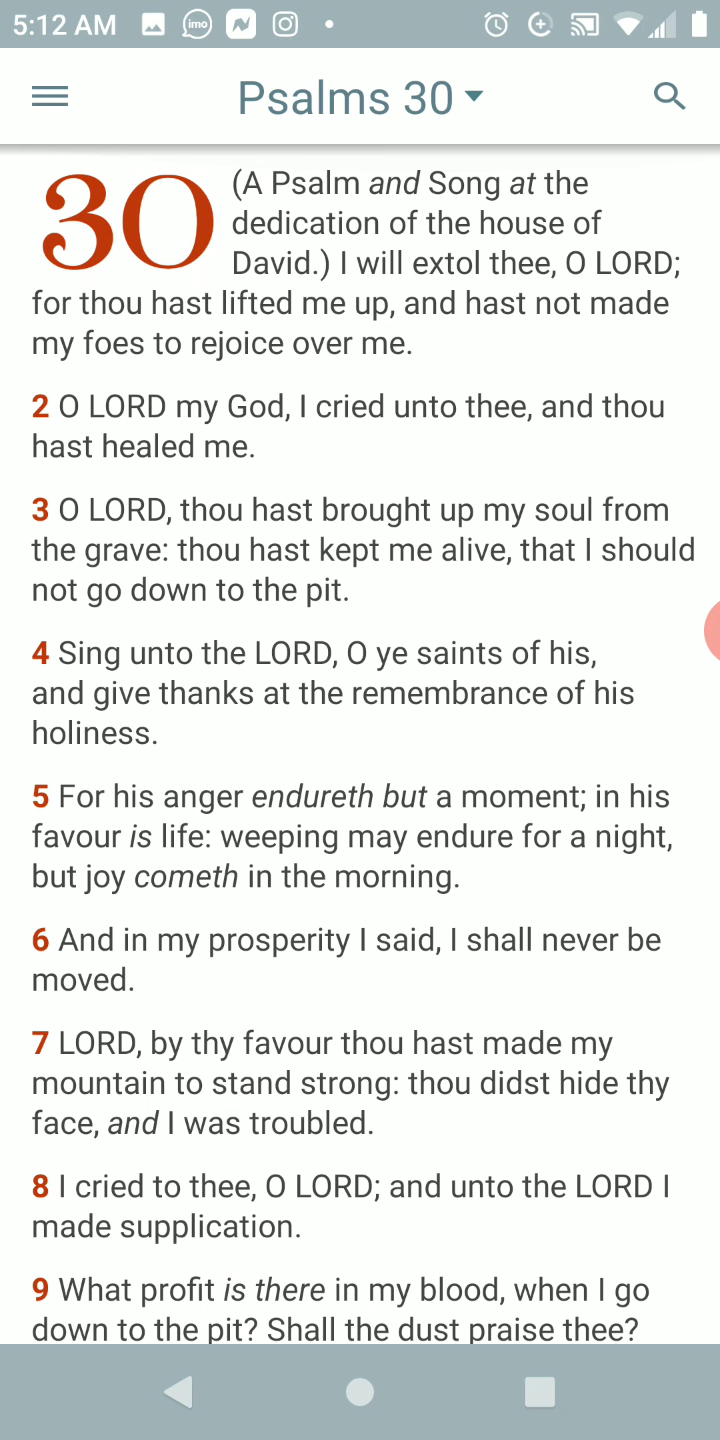 5:12 AM
imo
Psalms 30
30
(A Psalm and Song at the
dedication of the house of
David.) I will extol thee, O LORD;
for thou hast lifted me up, and hast not made
my foes to rejoice over me.
2 O LORD my God, I cried unto thee, and thou
hast healed me.
3 O LORD, thou hast brought up my soul from
the grave: thou hast kept me alive, that I should
not go down to the pit.
4 Sing unto the LORD, O ye saints of his,
and give thanks at the remembrance of his
holiness.
5 For his anger endureth but a moment; in his
favour is life: weeping may endure for a night,
but joy cometh in the morning.
6 And in my prosperity I said, I shall never be
moved.
7 LORD, by thy favour thou hast made my
mountain to stand strong: thou didst hide thy
face, and I was troubled.
8 I cried to thee, O LORD; and unto the LORD I
made supplication.
9 What profit is there in my blood, when I go
down to the pit? Shall the dust praise thee?